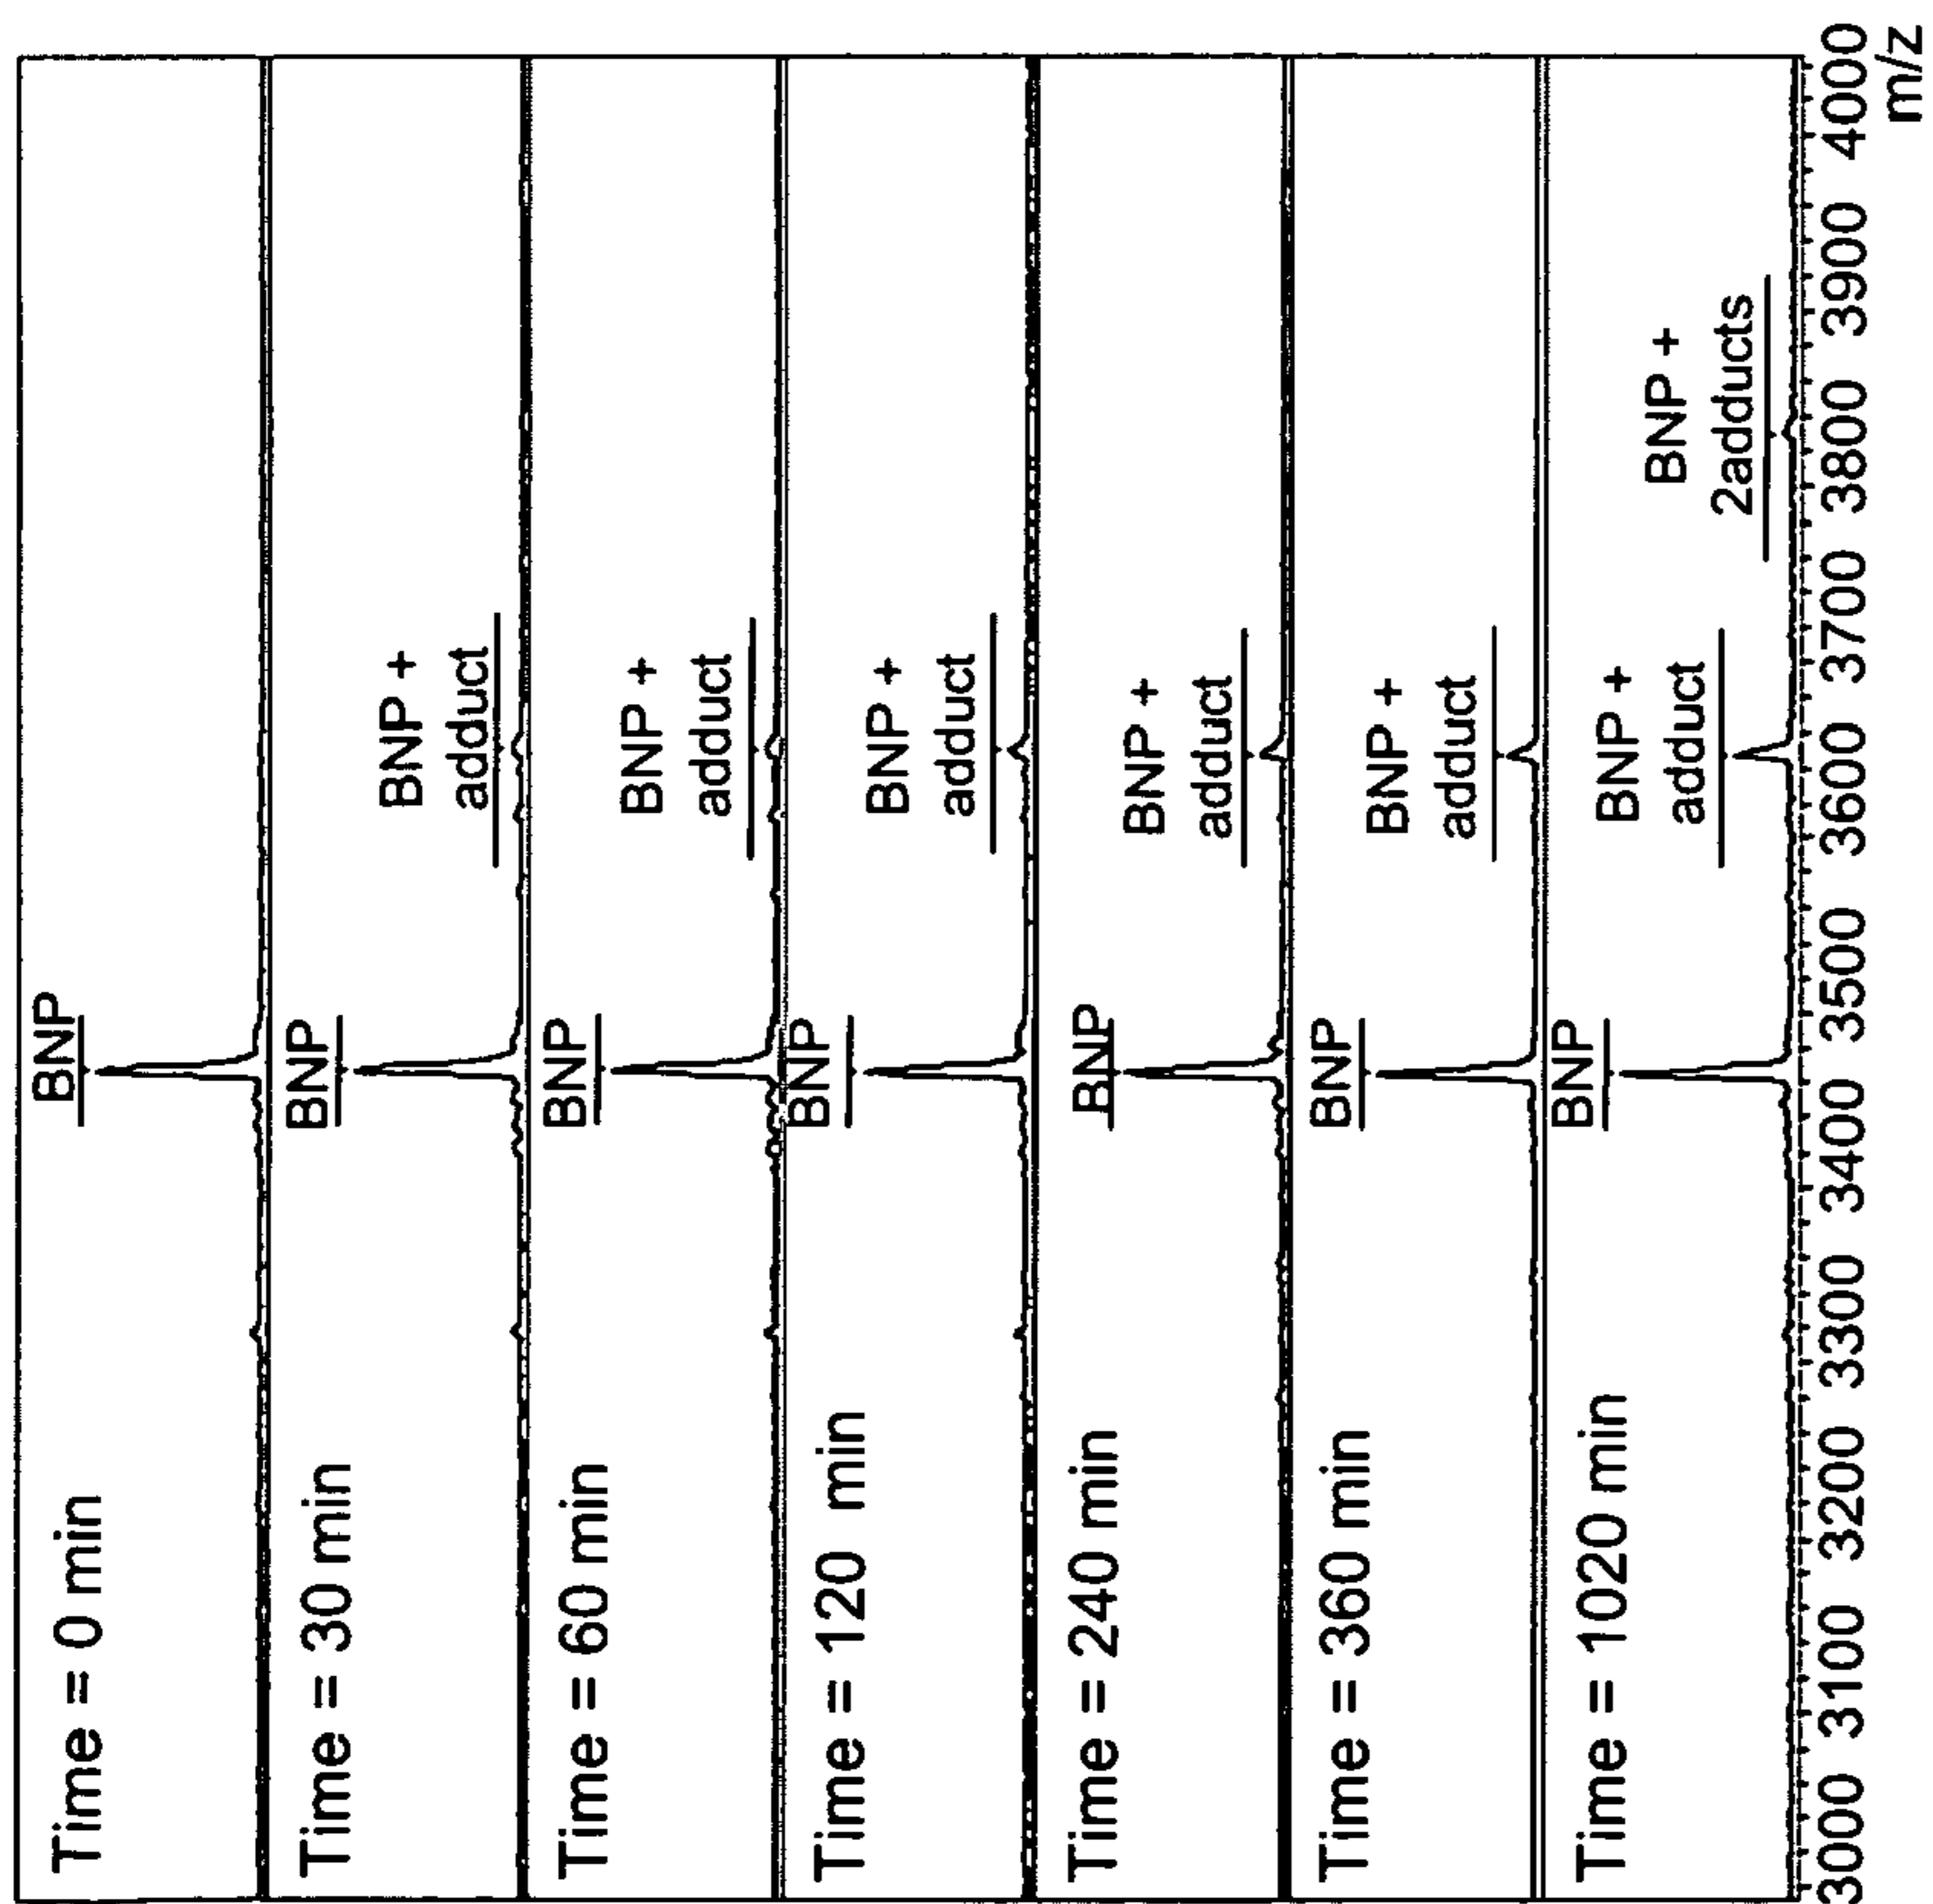 Time = 0 min
BNP
Time = 30 min
BNP
BNP +
adduct
Time = 60 min
BNP
BNP +
adduct
Time = 120 min
BNP
BNP +
adduct
Time = 240 min
BNP
BNP +
adduct
Time = 360 min
BNP
BNP +
adduct
Time = 1020 min
BNP
BNP +
adduct
BNP +
2adducts
3000 3100 3200 3300 3400 3500 3600 3700 3800 3900 4000
m/z